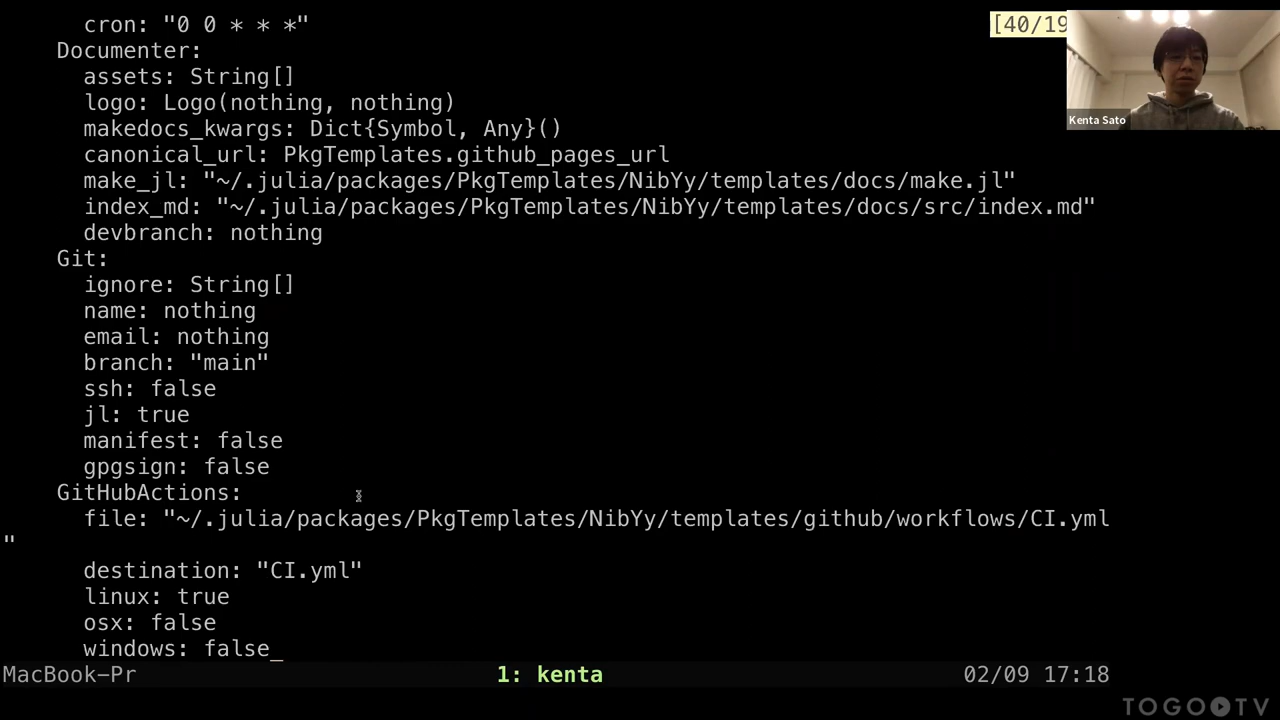 cron: "0 0 * * *"
[40/19
Documenter:
assets: String[]
logo: Logo(nothing, nothing)
makedocs_kwargs: Dict{Symbol, Any}()
Kenta Sato
canonical_url: PkgTemplates.github_pages_url
make_jl: "~/.julia/packages/PkgTemplates/NibYy/templates/docs/make.jl"
index_md: "~/.julia/packages/PkgTemplates/NibYy/templates/docs/src/index.md"
devbranch: nothing
Git:
ignore: String[]
name: nothing
email: nothing
branch: "main"
ssh: false
jl: true
manifest: false
gpgsign: false
GitHubActions:
file: "~/.julia/packages/PkgTemplates/NibYy/templates/github/workflows/CI.yml
"
destination: "CI.yml"
linux: true
osx: false
windows: false_
MacBook-Pr 1: kenta 02/09 17:18
TOGO TV